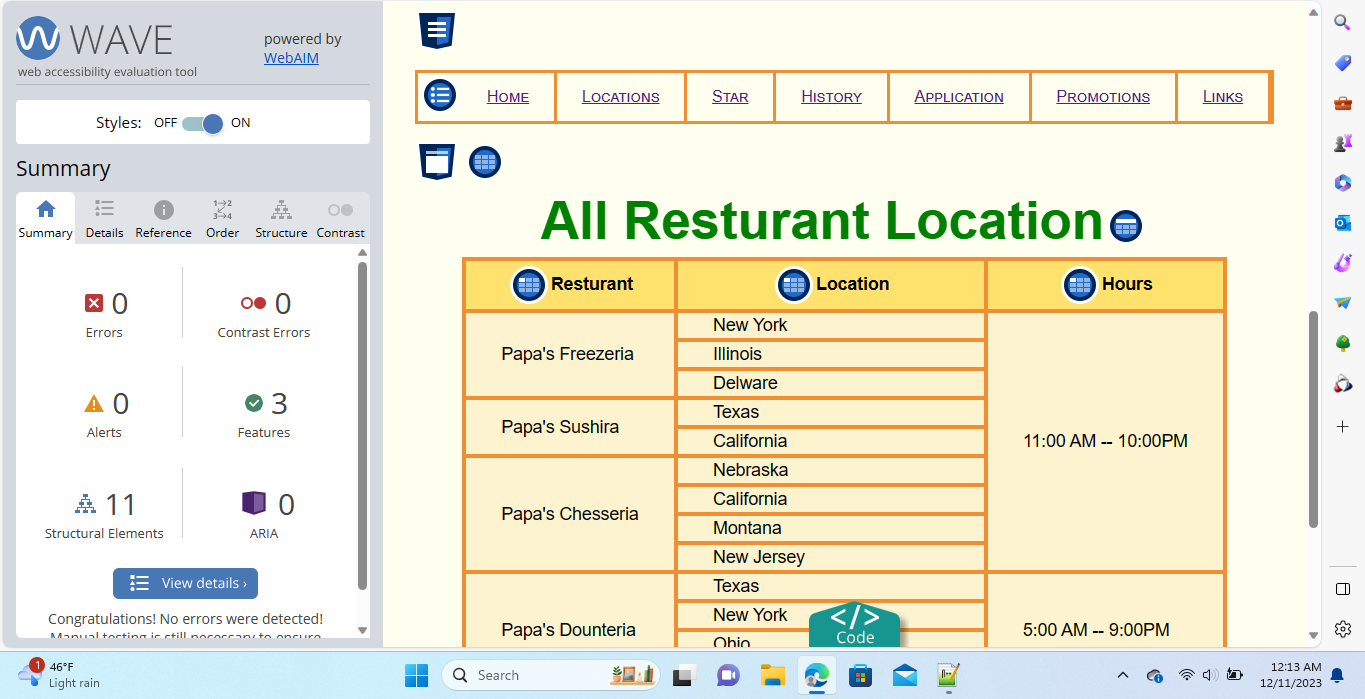 WAVE
powered by
WebAIM
web accessibility evaluation tool
Styles: OFF ON
Summary
Summary Details Reference Order Structure Contrast
0 0
Errors Contrast Errors
0 3
Alerts Features
11 0
Structural Elements ARIA
View details ›
Congratulations! No errors were detected!
Manual testing is still necessary to ensure
Home Locations Star History Application Promotions Links
All Resturant Location
Resturant Location Hours
New York
Papa's Freezeria Illinois
Delware
Texas
Papa's Sushira
California 11:00 AM -- 10:00PM
Nebraska
California
Papa's Chesseria
Montana
New Jersey
Texas
New York
Papa's Dounteria 5:00 AM -- 9:00PM
Ohio
</> Code
1
46°F
Light rain
Search
12:13 AM
12/11/2023